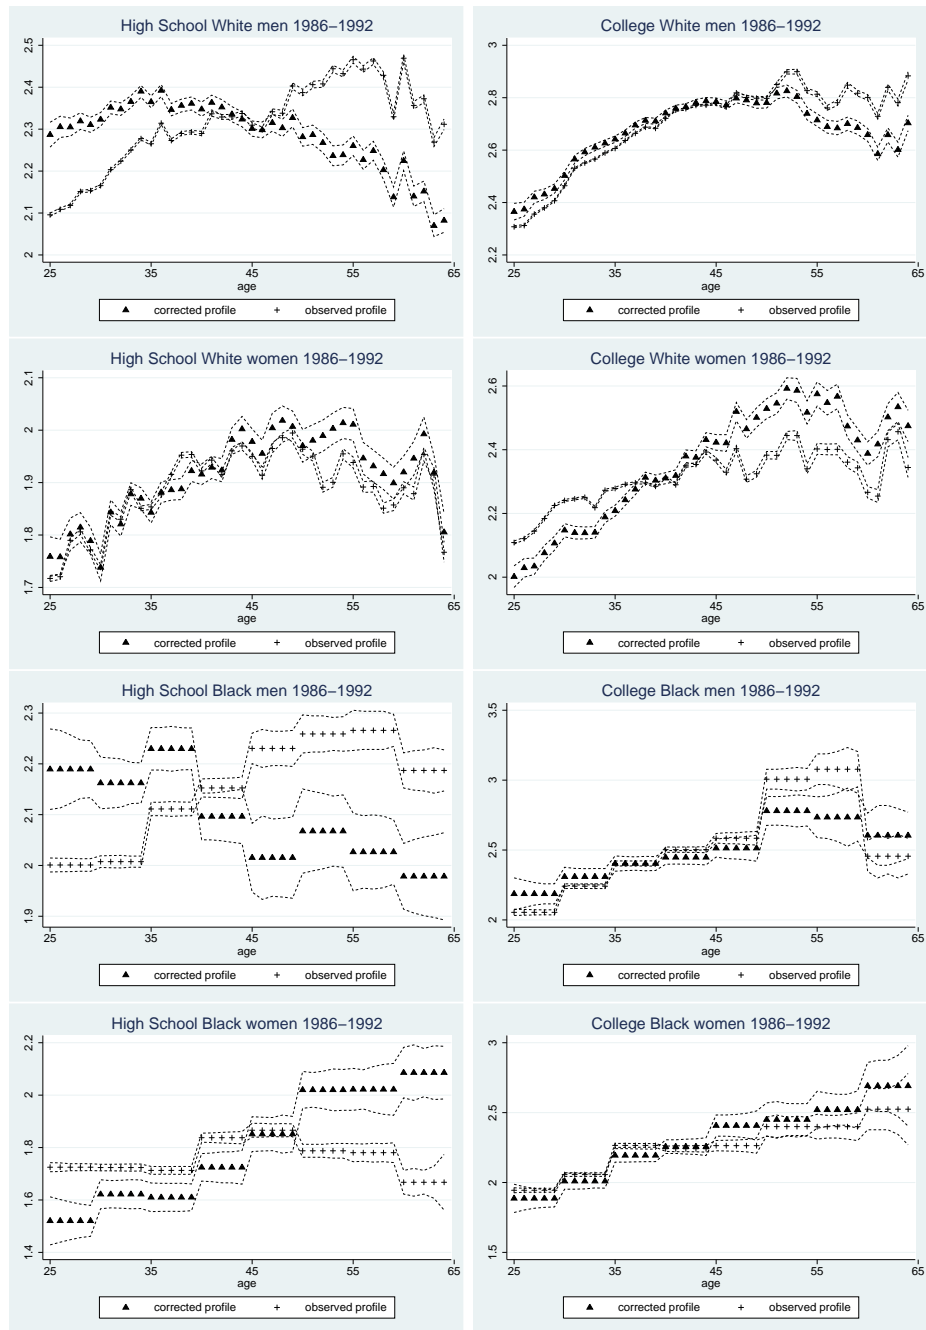 High School White men 1986−1992
2.5
2.4
2.3
2.2
2.1
2
25 35 45 55 65
age
corrected profile observed profile
College White men 1986−1992
3
2.8
2.6
2.4
2.2
25 35 45 55 65
age
corrected profile observed profile
High School White women 1986−1992
2.1
2
1.9
1.8
1.7
25 35 45 55 65
age
corrected profile observed profile
College White women 1986−1992
2.6
2.4
2.2
2
25 35 45 55 65
age
corrected profile observed profile
High School Black men 1986−1992
2.3
2.2
2.1
2
1.9
25 35 45 55 65
age
corrected profile observed profile
College Black men 1986−1992
3.5
3
2.5
2
25 35 45 55 65
age
corrected profile observed profile
High School Black women 1986−1992
2.2
2
1.8
1.6
1.4
25 35 45 55 65
age
corrected profile observed profile
College Black women 1986−1992
3
2.5
2
1.5
25 35 45 55 65
age
corrected profile observed profile